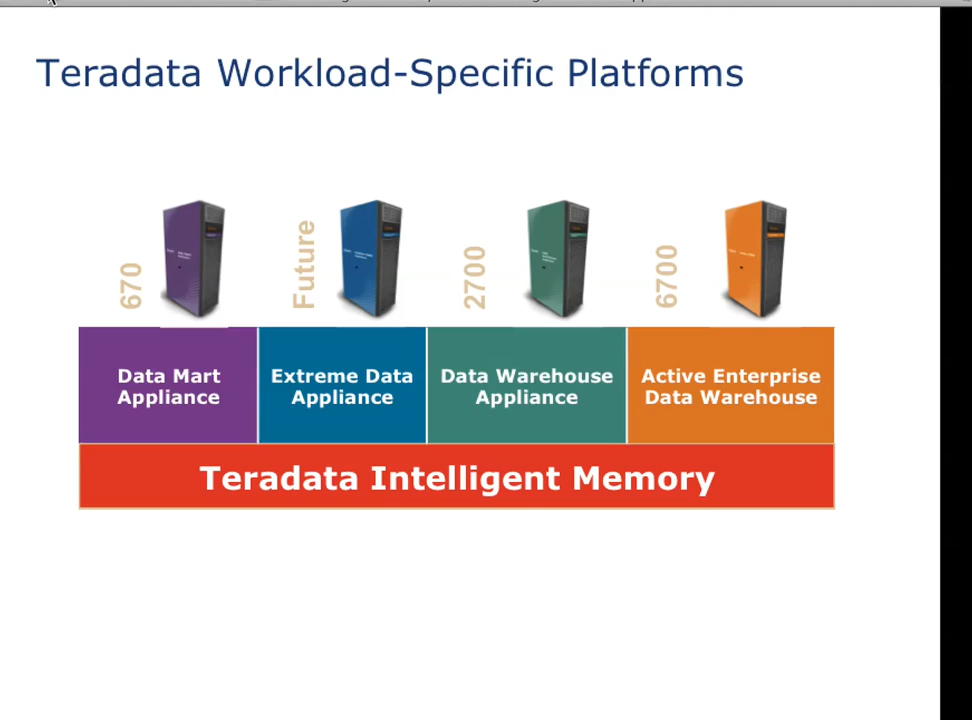 Teradata Workload-Specific Platforms
670
Future
2700
6700
Data Mart
Appliance
Extreme Data
Appliance
Data Warehouse
Appliance
Active Enterprise
Data Warehouse
Teradata Intelligent Memory